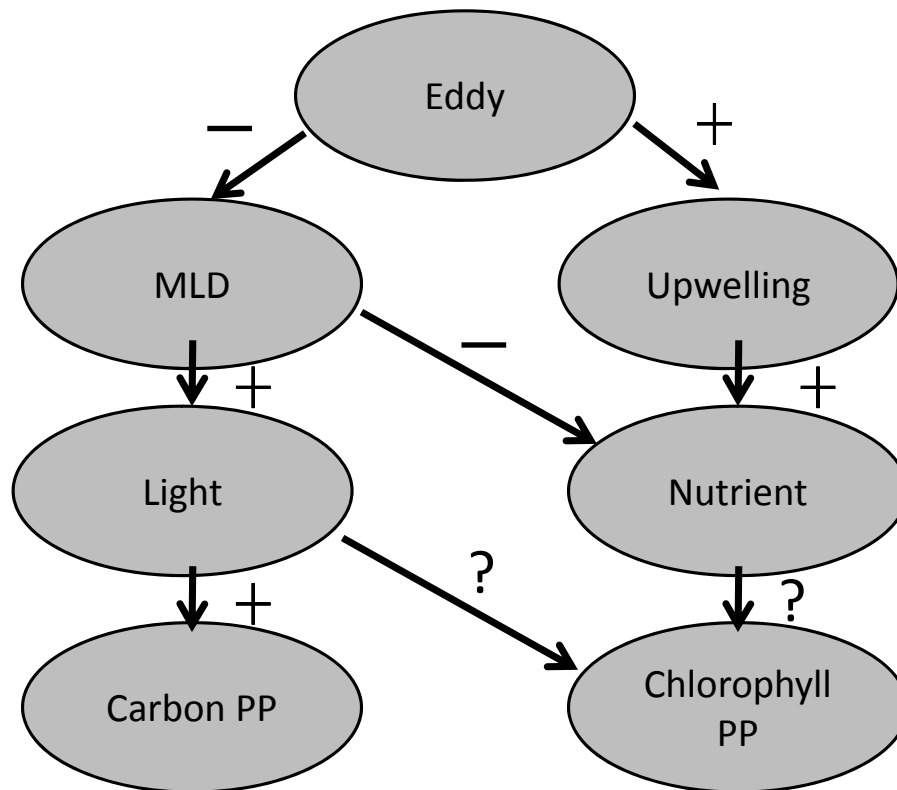 Eddy
— +
MLD
Upwelling
—
+ +
Light
Nutrient
? ?
+
Carbon PP
Chlorophyll
PP